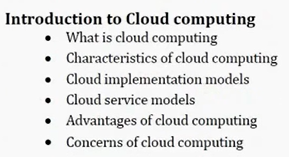 Introduction to Cloud computing
• What is cloud computing
• Characteristics of cloud computing
• Cloud implementation models
• Cloud service models
• Advantages of cloud computing
• Concerns of cloud computing